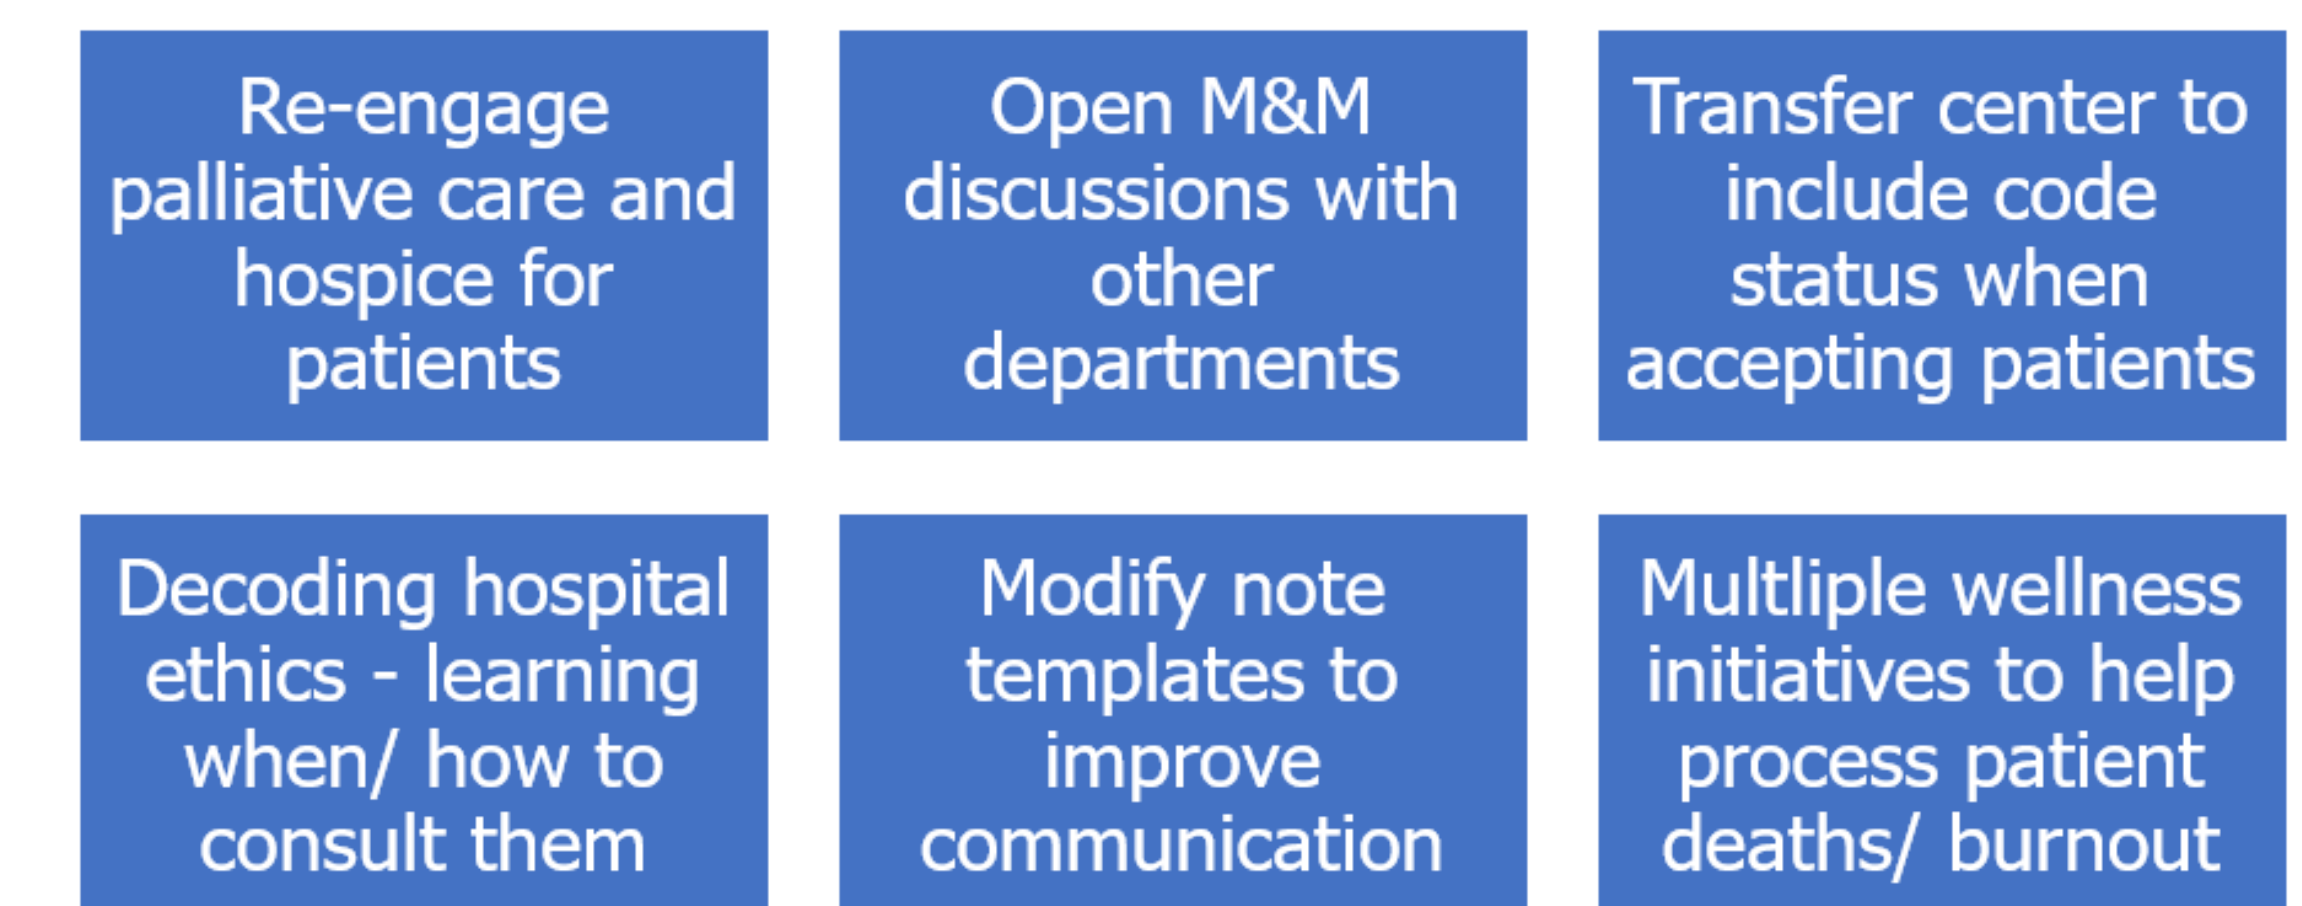 Re-engage
palliative care and
hospice for
patients
Open M&M
discussions with
other
departments
Transfer center to
include code
status when
accepting patients
Decoding hospital
ethics - learning
when/ how to
consult them
Modify note
templates to
improve
communication
Multliple wellness
initiatives to help
process patient
deaths/ burnout